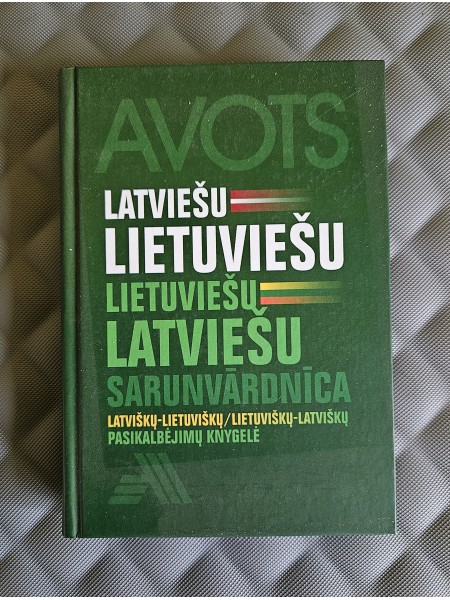 AVOTS
LATVIEŠU
LIETUVIEŠU
LIETUVIEŠU
LATVIEŠU
SARUNVĀRDNĪCA
LATVIŠKŲ-LIETUVIŠKŲ/LIETUVIŠKŲ-LATVIŠKŲ
PASIKALBĖJIMŲ KNYGELĖ